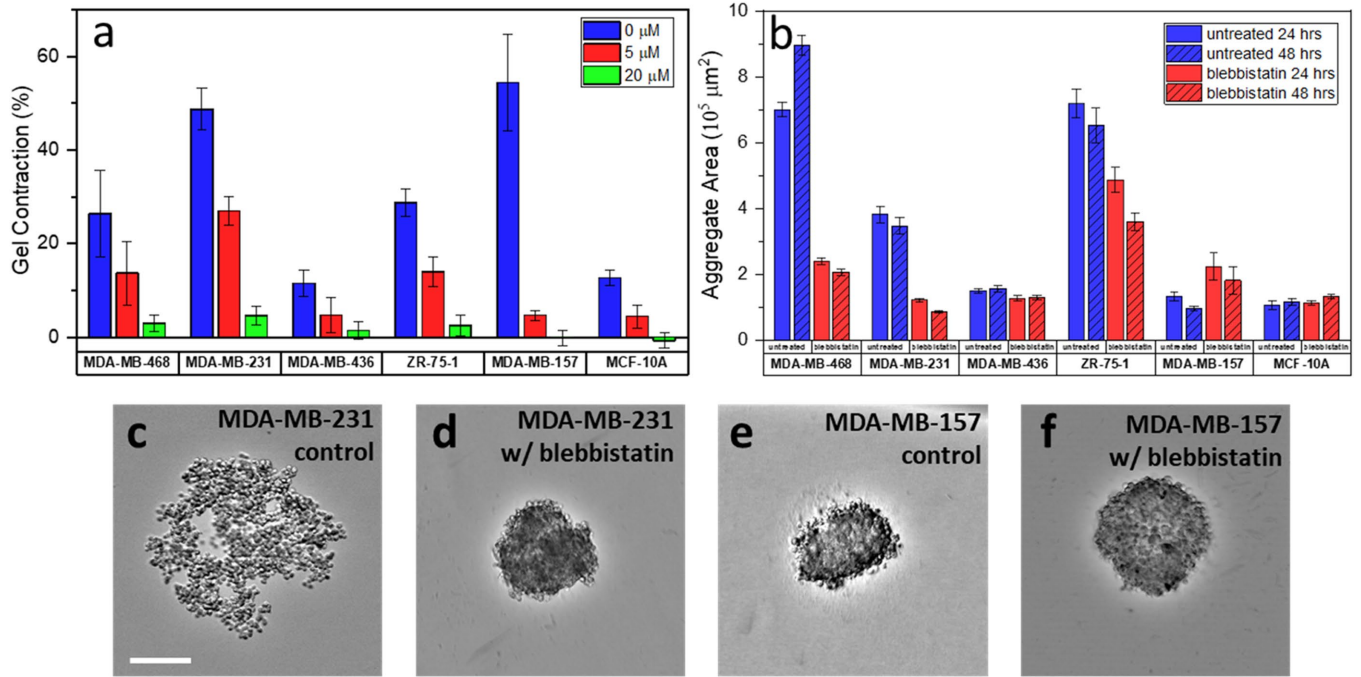 a
0 μM
5 μM
20 μM
Gel Contraction (%)
60
40
20
0
MDA-MB-468 MDA-MB-231 MDA-MB-436 ZR-75-1 MDA-MB-157 MCF-10A
b
untreated 24 hrs
untreated 48 hrs
blebbistatin 24 hrs
blebbistatin 48 hrs
Aggregate Area (10⁵ μm²)
10
8
6
4
2
0
untreated blebbistatin untreated blebbistatin untreated blebbistatin untreated blebbistatin untreated blebbistatin untreated blebbistatin
MDA-MB-468 MDA-MB-231 MDA-MB-436 ZR-75-1 MDA-MB-157 MCF-10A
c MDA-MB-231
control
d MDA-MB-231
w/ blebbistatin
e MDA-MB-157
control
f MDA-MB-157
w/ blebbistatin